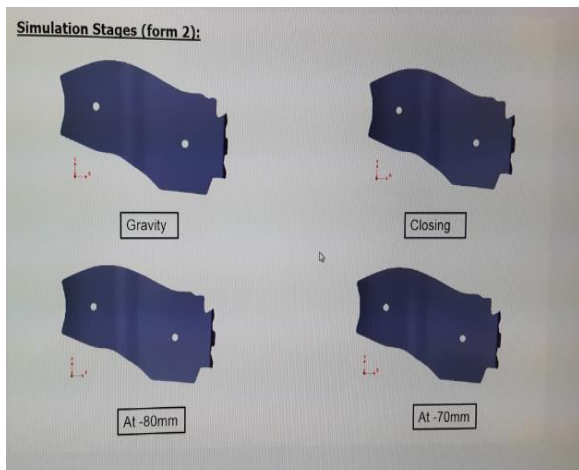 Simulation Stages (form 2):
Gravity
Closing
At -80mm
At -70mm